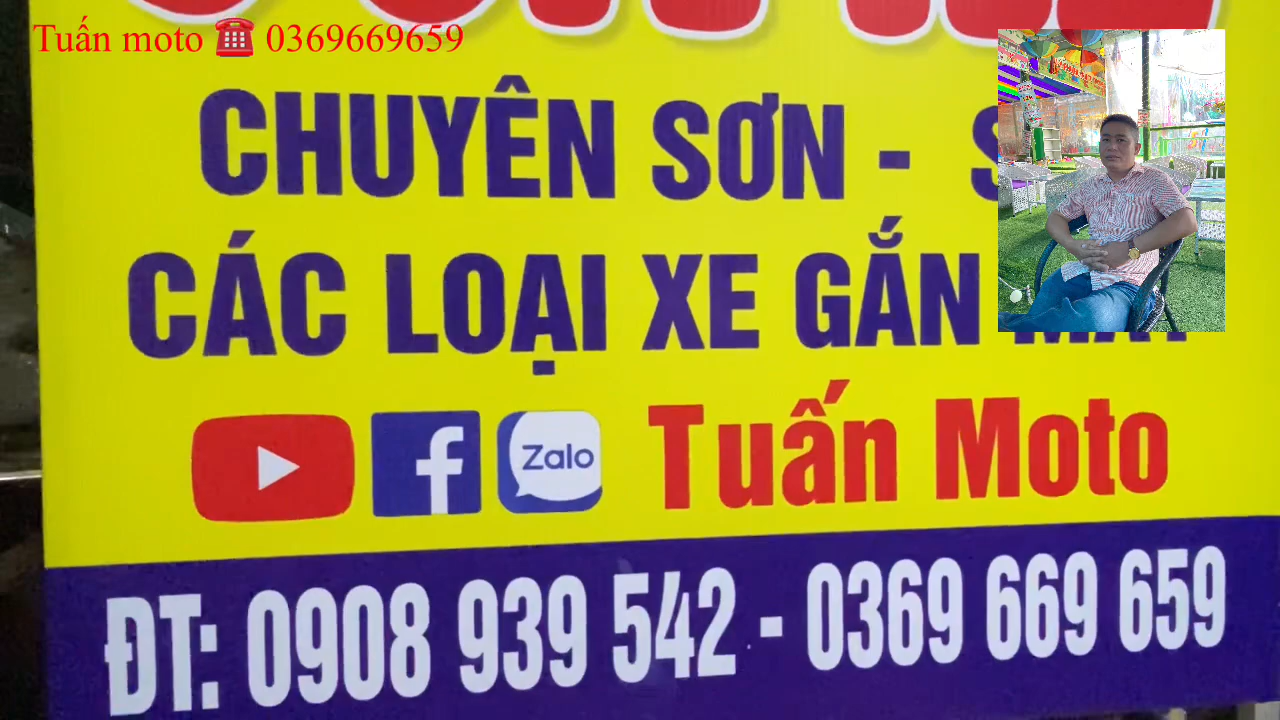 Tuấn moto ☎ 0369669659
CHUYÊN SƠN -
CÁC LOẠI XE GẮN MÁY
Zalo Tuấn Moto
ĐT: 0908 939 542 - 0369 669 659